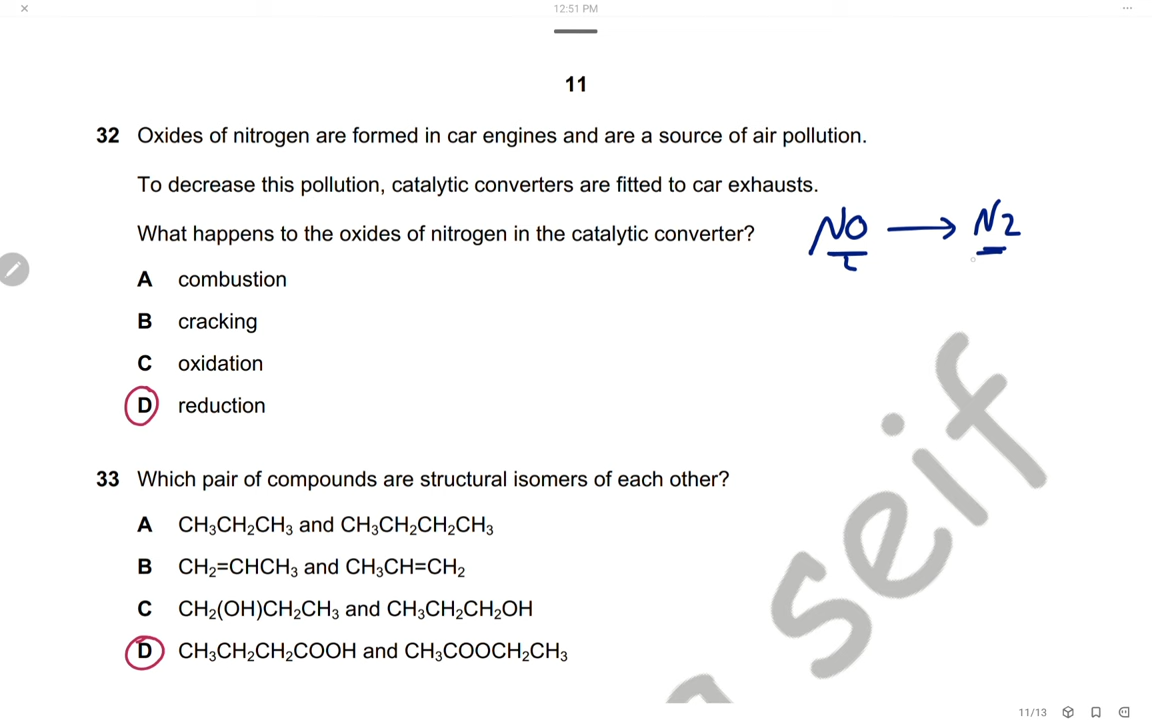 12:51 PM
11
32 Oxides of nitrogen are formed in car engines and are a source of air pollution.
To decrease this pollution, catalytic converters are fitted to car exhausts.
What happens to the oxides of nitrogen in the catalytic converter?
NO → N2
A combustion
B cracking
C oxidation
D reduction
33 Which pair of compounds are structural isomers of each other?
A CH₃CH₂CH₃ and CH₃CH₂CH₂CH₃
B CH₂=CHCH₃ and CH₃CH=CH₂
C CH₂(OH)CH₂CH₃ and CH₃CH₂CH₂OH
D CH₃CH₂CH₂COOH and CH₃COOCH₂CH₃
seif
11/13